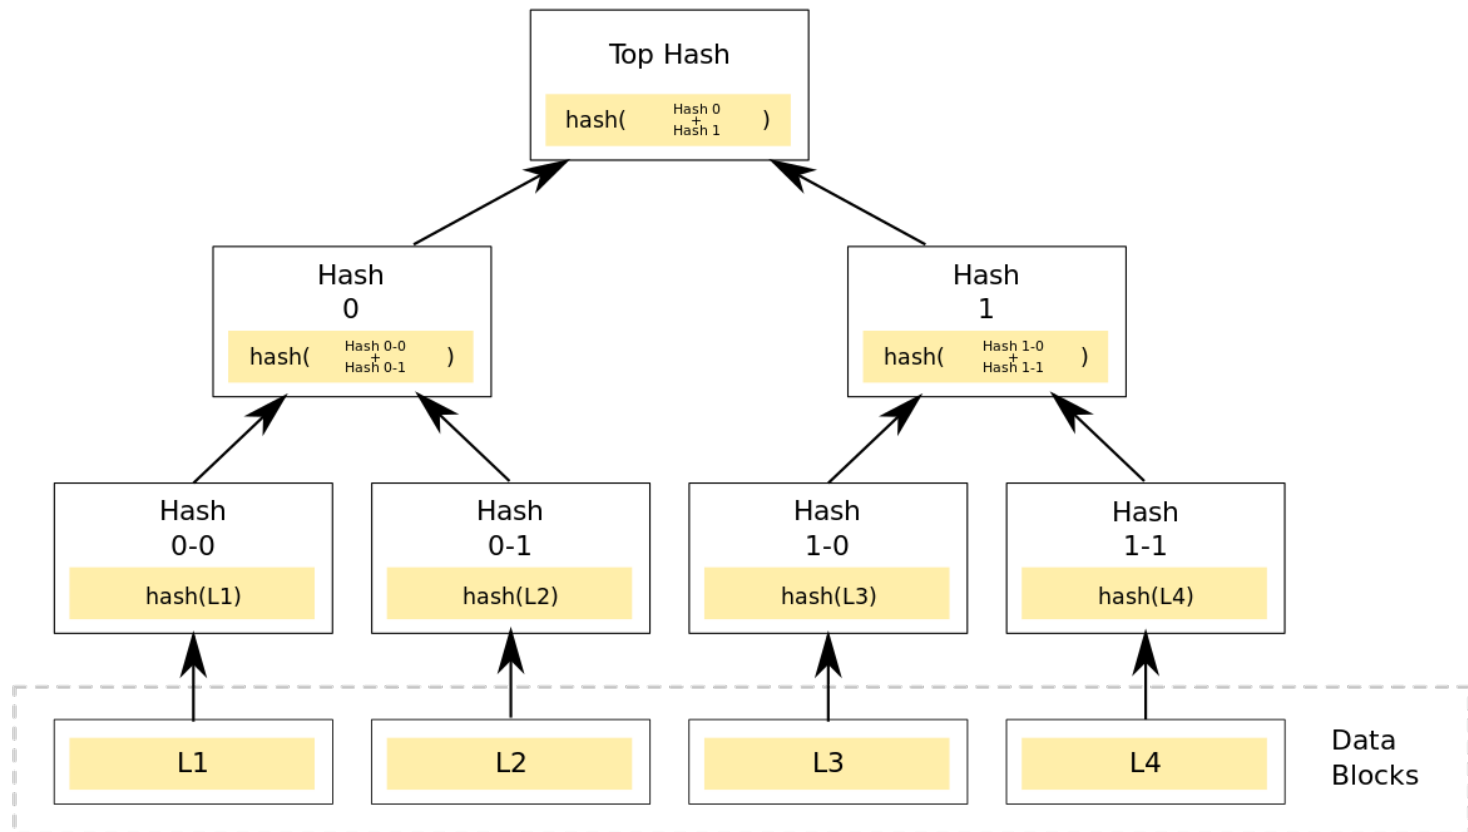 Top Hash
hash( Hash 0 + Hash 1 )
Hash
0
hash( Hash 0-0 + Hash 0-1 )
Hash
1
hash( Hash 1-0 + Hash 1-1 )
Hash
0-0
hash(L1)
Hash
0-1
hash(L2)
Hash
1-0
hash(L3)
Hash
1-1
hash(L4)
L1
L2
L3
L4
Data
Blocks